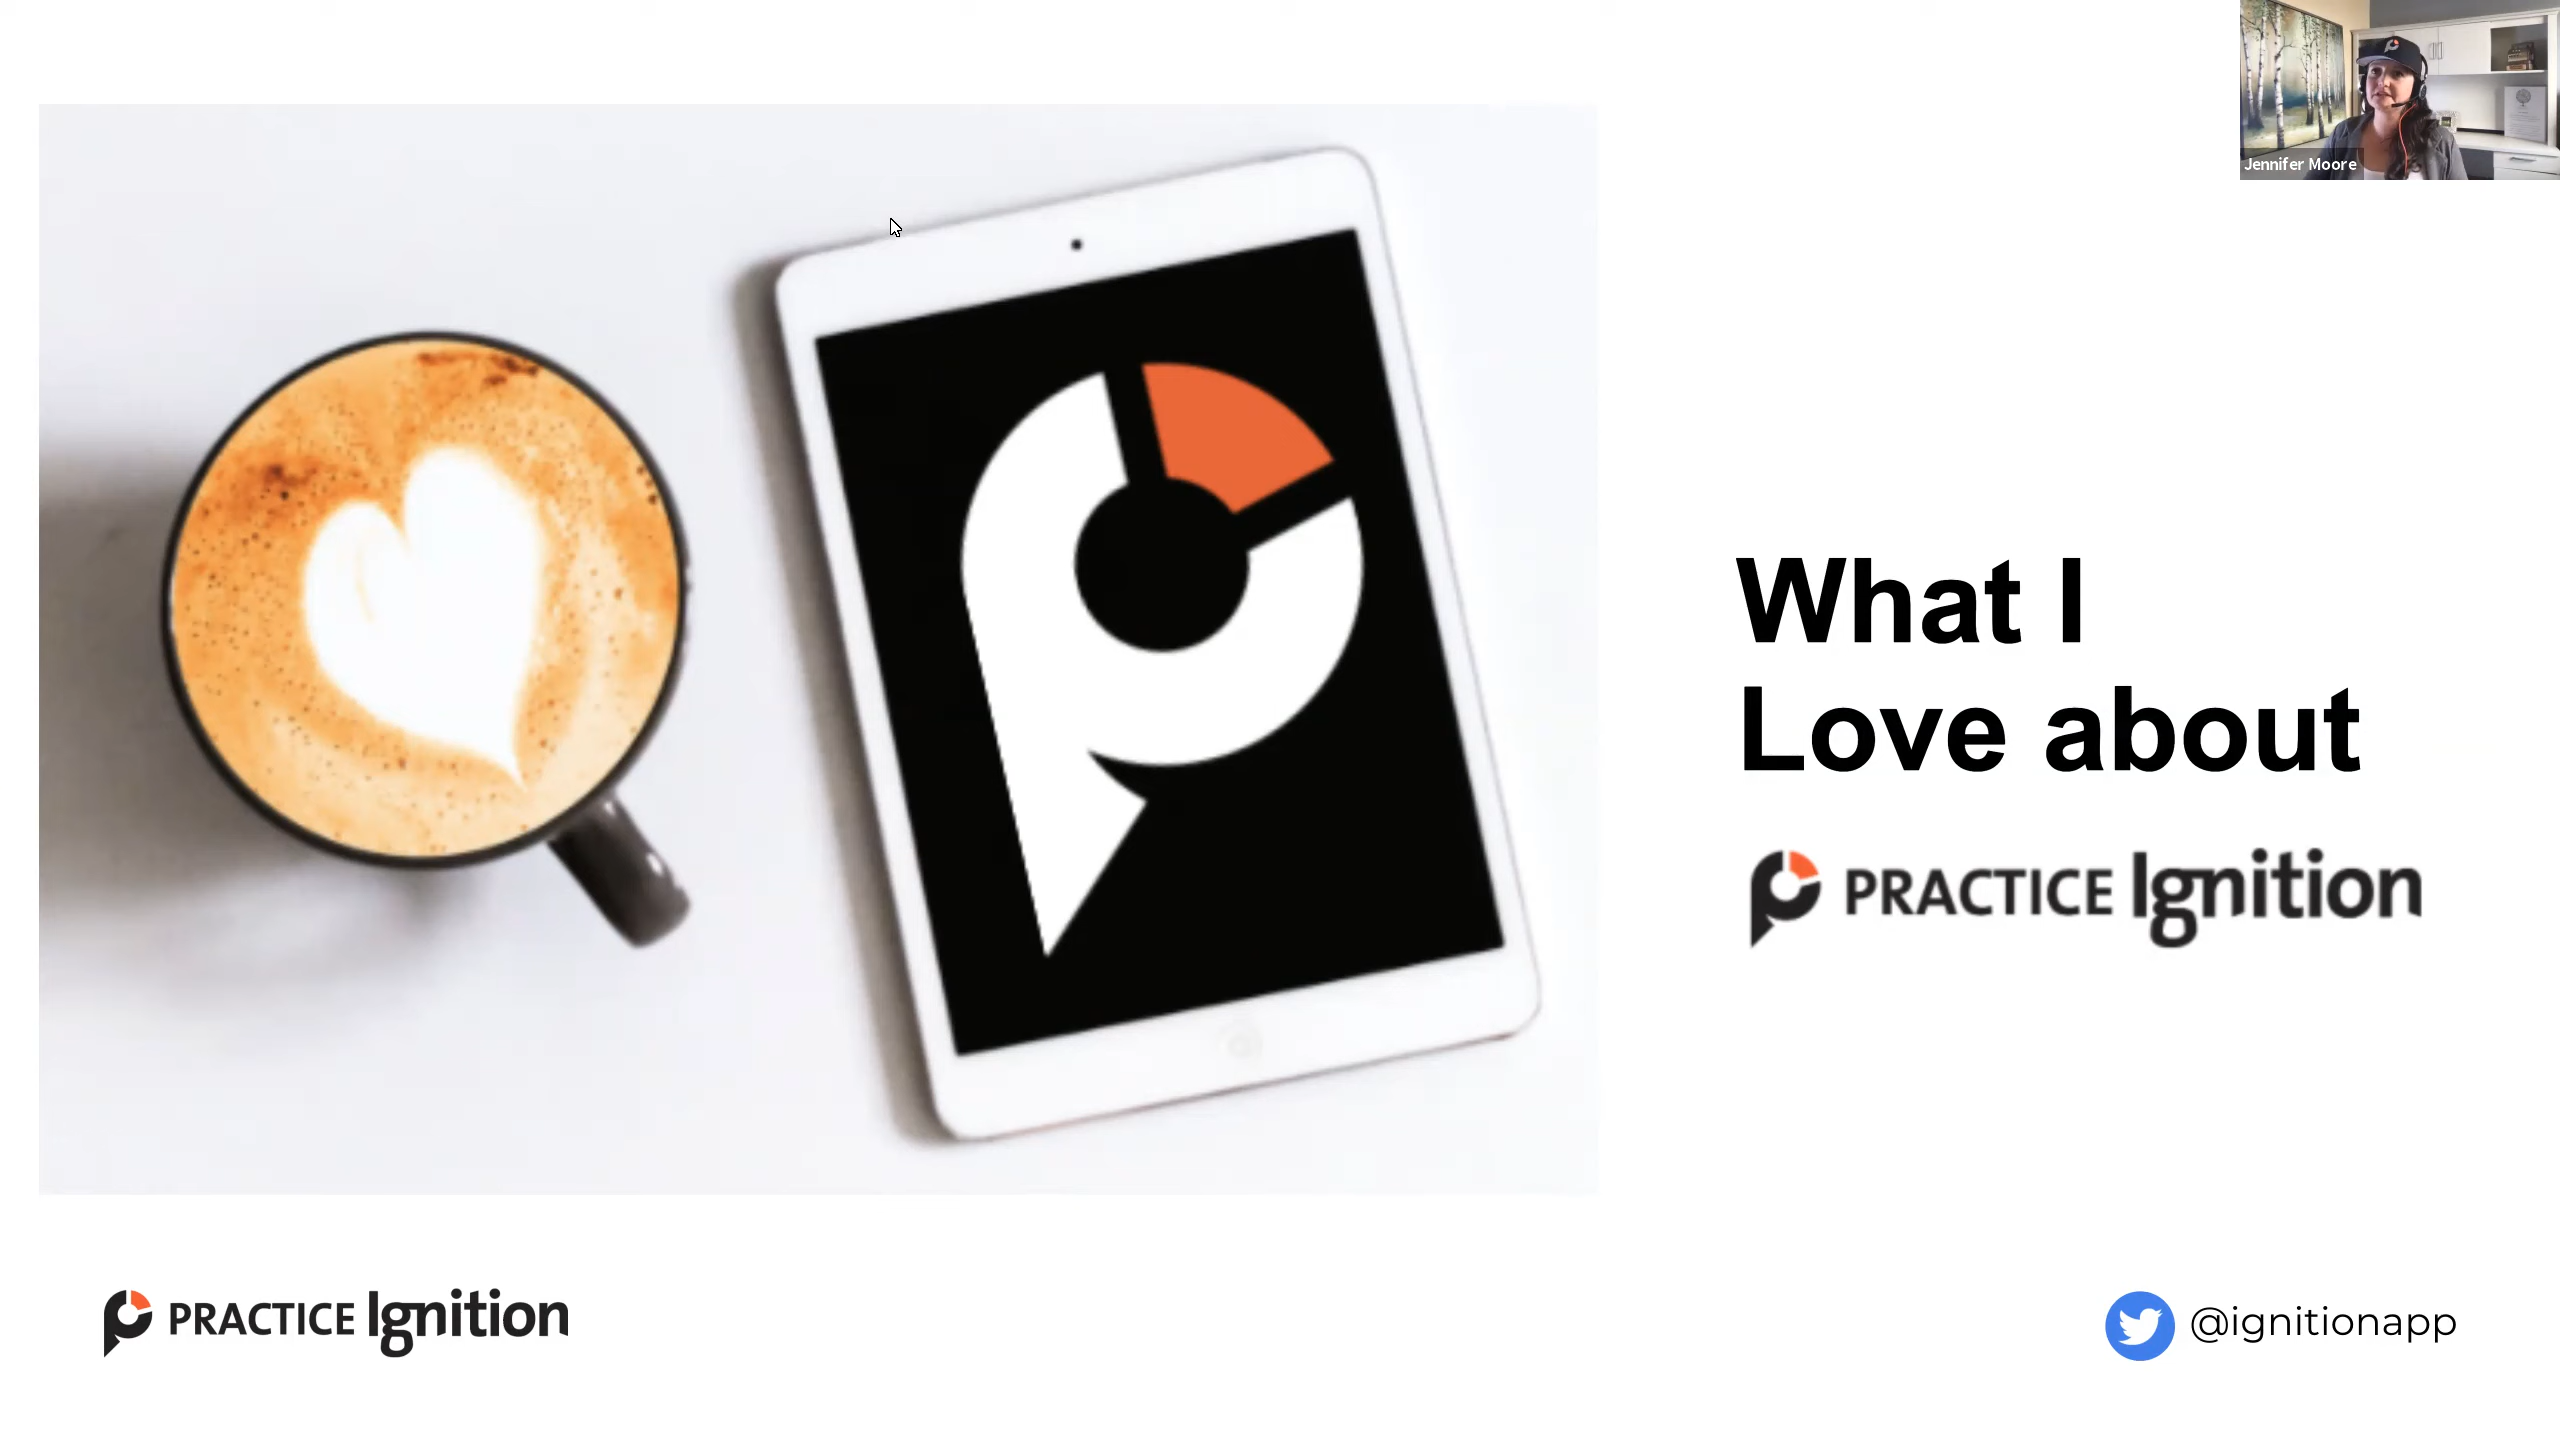 Jennifer Moore
What I
Love about
PRACTICE Ignition
PRACTICE Ignition
@ignitionapp